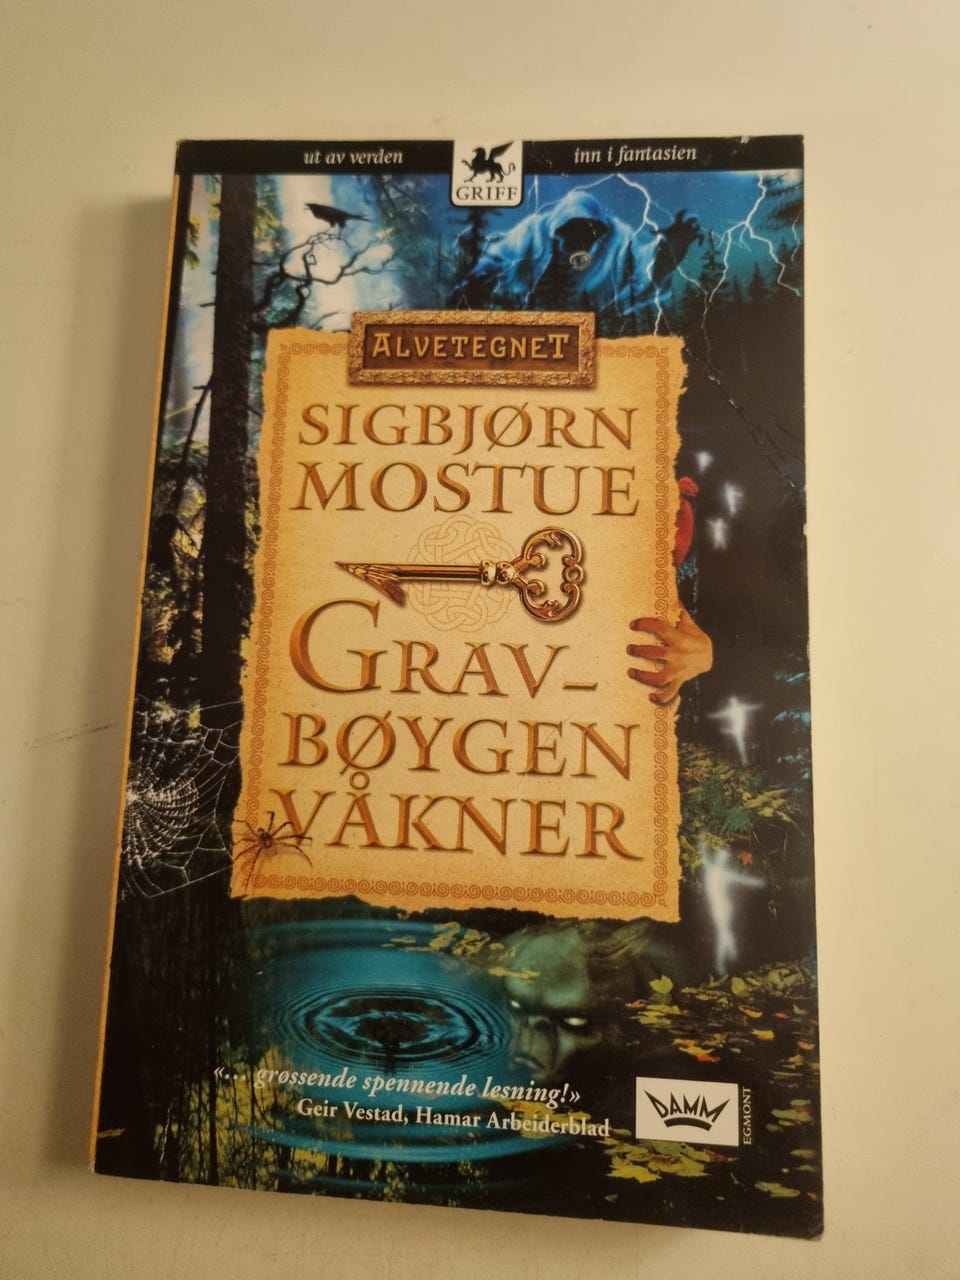 ut av verden
GRIFF
inn i fantasien
ALVETEGNET
SIGBJØRN
MOSTUE
GRAV-
BØYGEN
VÅKNER
«... grøssende spennende lesning!»
Geir Vestad, Hamar Arbeiderblad
DAMM
EGMONT